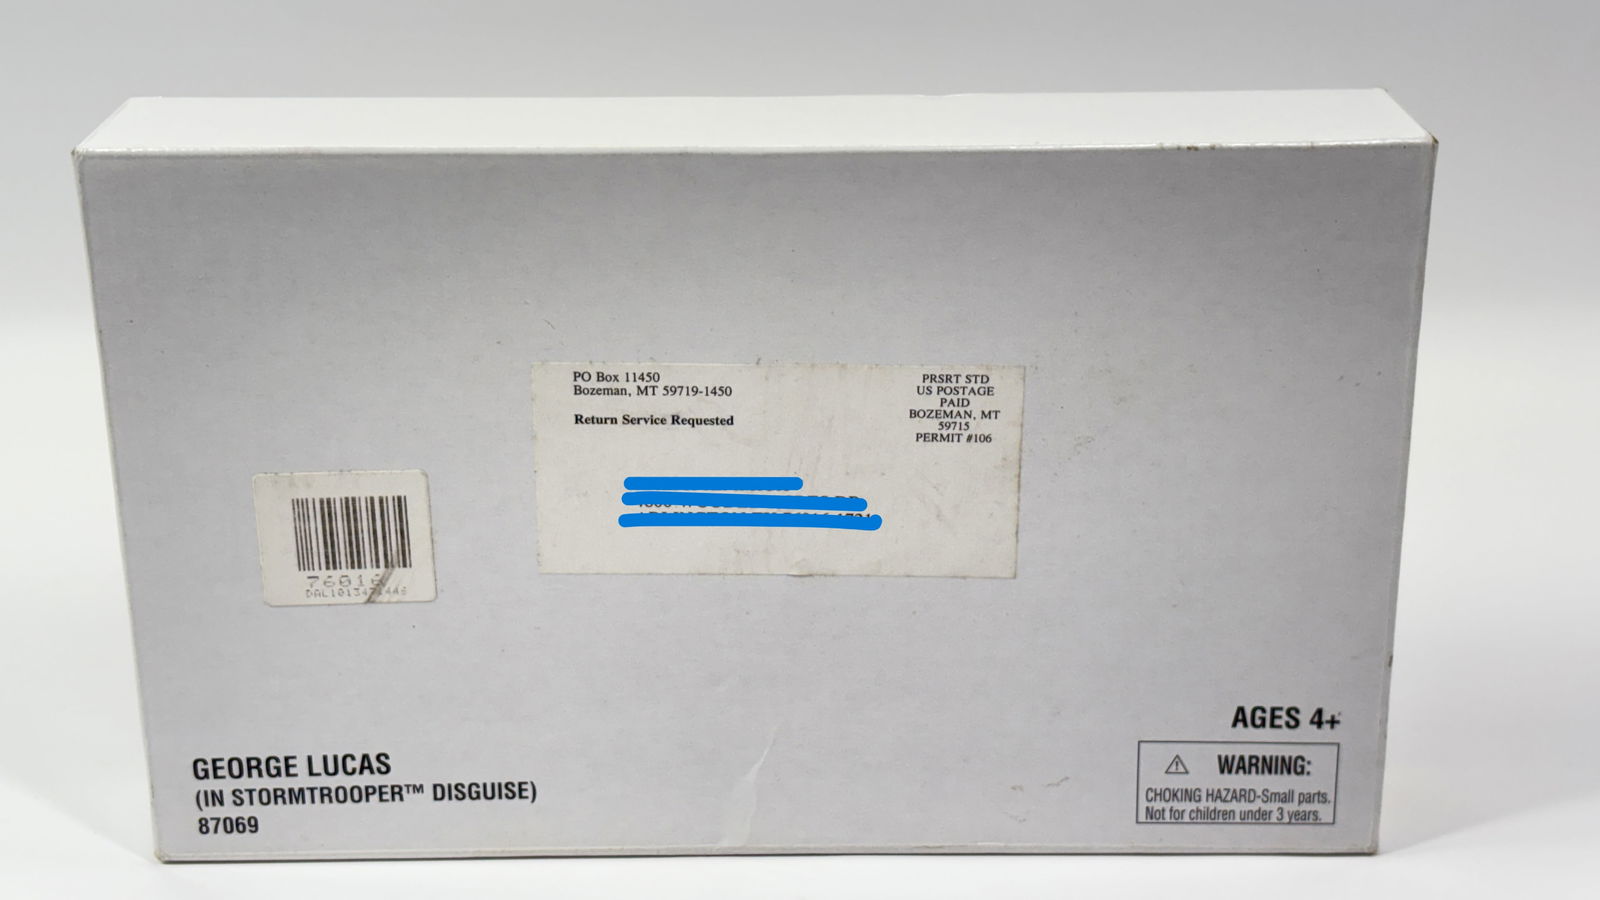 PO Box 11450
Bozeman, MT 59719-1450
Return Service Requested
PRSRT STD
US POSTAGE
PAID
BOZEMAN, MT
59715
PERMIT #106
76016
GEORGE LUCAS
(IN STORMTROOPER™ DISGUISE)
87069
AGES 4+
WARNING:
CHOKING HAZARD-Small parts.
Not for children under 3 years.